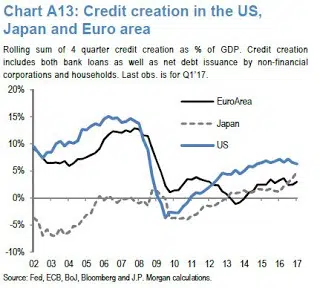 Chart A13: Credit creation in the US,
Japan and Euro area
Rolling sum of 4 quarter credit creation as % of GDP. Credit creation
includes both bank loans as well as net debt issuance by non-financial
corporations and households. Last obs. is for Q1'17.
20%
15%
10%
5%
0%
-5%
-10%
EuroArea
Japan
US
02 03 04 05 06 07 08 09 10 11 12 13 14 15 16 17
Source: Fed, ECB, BoJ, Bloomberg and J.P. Morgan calculations.